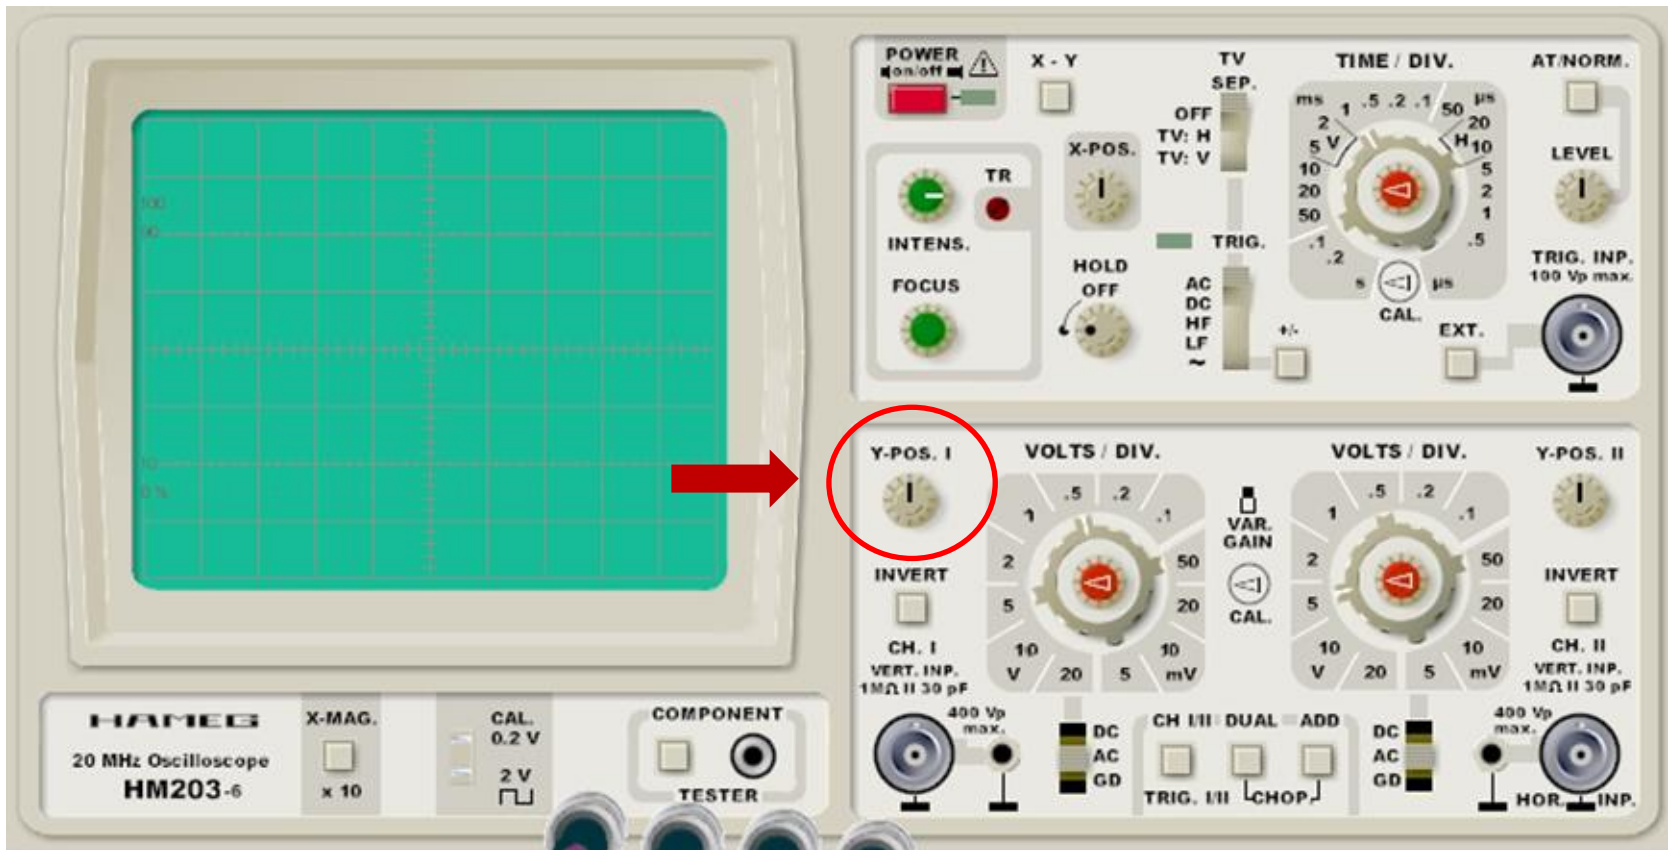 POWER
on/off
X - Y
TV
SEP.
OFF
TV: H
TV: V
TIME / DIV.
ms 1 .5 .2 .1 50 µs
2 20
5 V H 10
10 5
20 2
50 1
.1 .5
.2
s µs
CAL.
AT/NORM.
LEVEL
TRIG. INP.
100 Vp max.
X-POS.
TR
INTENS.
FOCUS
HOLD
OFF
TRIG.
AC
DC
HF
LF
~
+/-
EXT.
100
90
10
0 %
Y-POS. I
VOLTS / DIV.
.5 .2
1 .1
2 50
5 20
10 10
V 20 5 mV
VAR.
GAIN
CAL.
VOLTS / DIV.
.5 .2
1 .1
2 50
5 20
10 10
V 20 5 mV
Y-POS. II
INVERT
CH. I
VERT. INP.
1MΩ II 30 pF
INVERT
CH. II
VERT. INP.
1MΩ II 30 pF
400 Vp
max.
DC
AC
GD
CH I/II DUAL ADD
TRIG. I/II CHOP.
DC
AC
GD
400 Vp
max.
HOR. INP.
HAMEG
20 MHz Oscilloscope
HM203-6
X-MAG.
x 10
CAL.
0.2 V
2 V
COMPONENT
TESTER